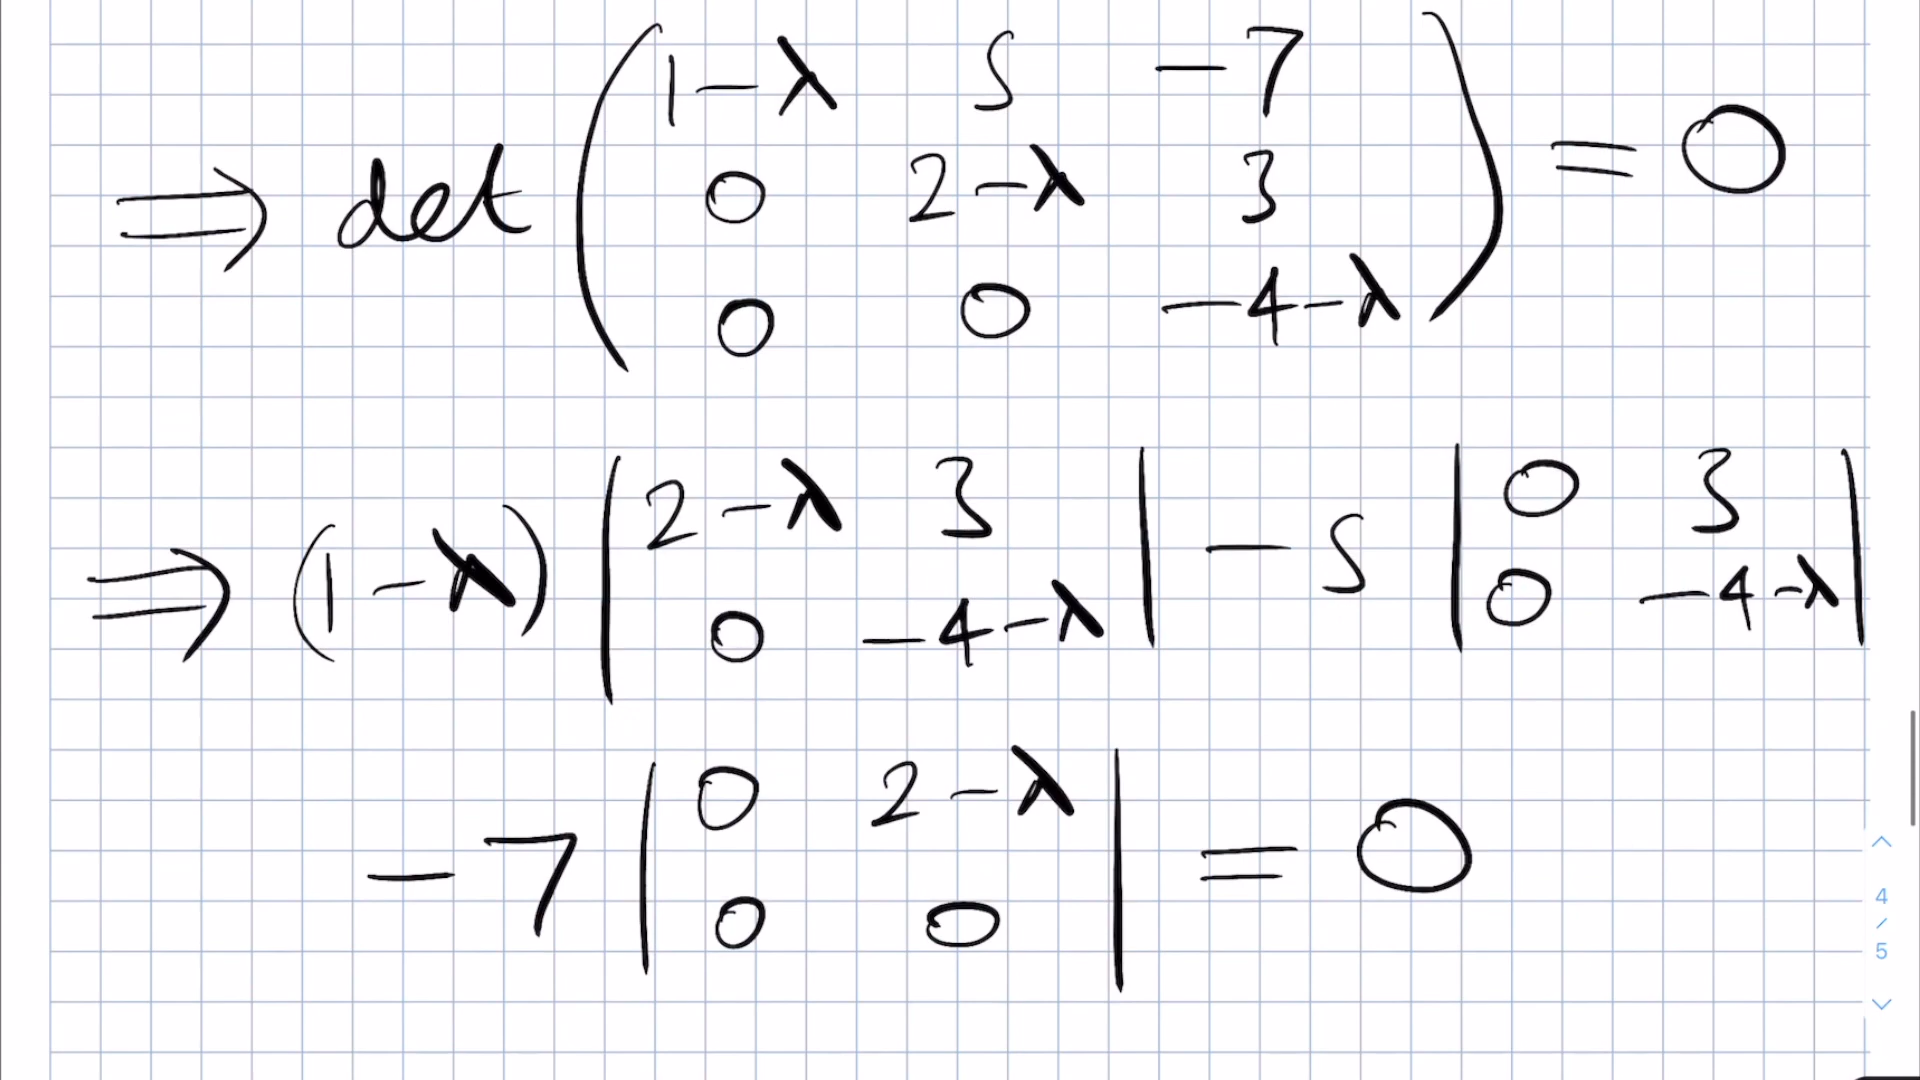 ⇒ det ( 1-λ 5 -7
0 2-λ 3
0 0 -4-λ ) = 0
⇒ (1-λ) | 2-λ 3 | - 5 | 0 3 |
| 0 -4-λ | | 0 -4-λ |
-7 | 0 2-λ | = 0
| 0 0 |
4
/
5